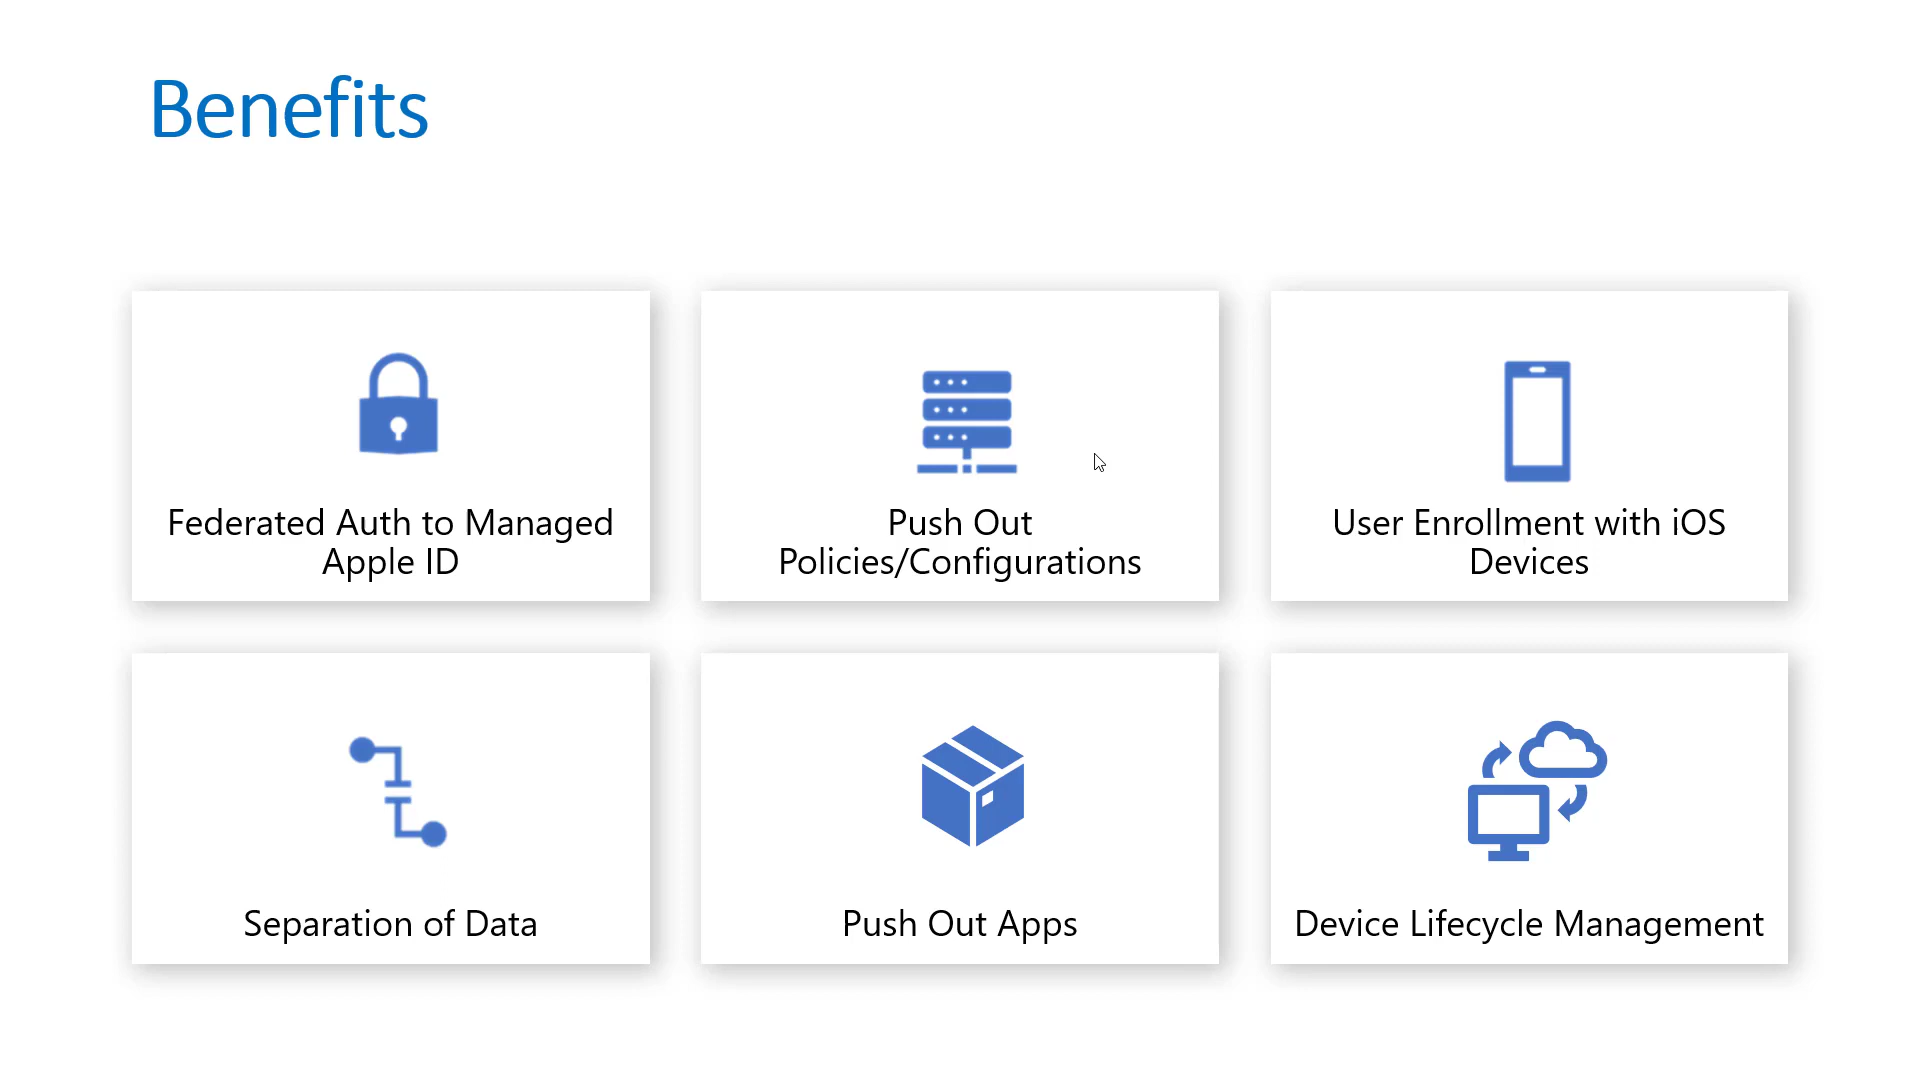 Benefits
Federated Auth to Managed
Apple ID
Push Out
Policies/Configurations
User Enrollment with iOS
Devices
Separation of Data
Push Out Apps
Device Lifecycle Management